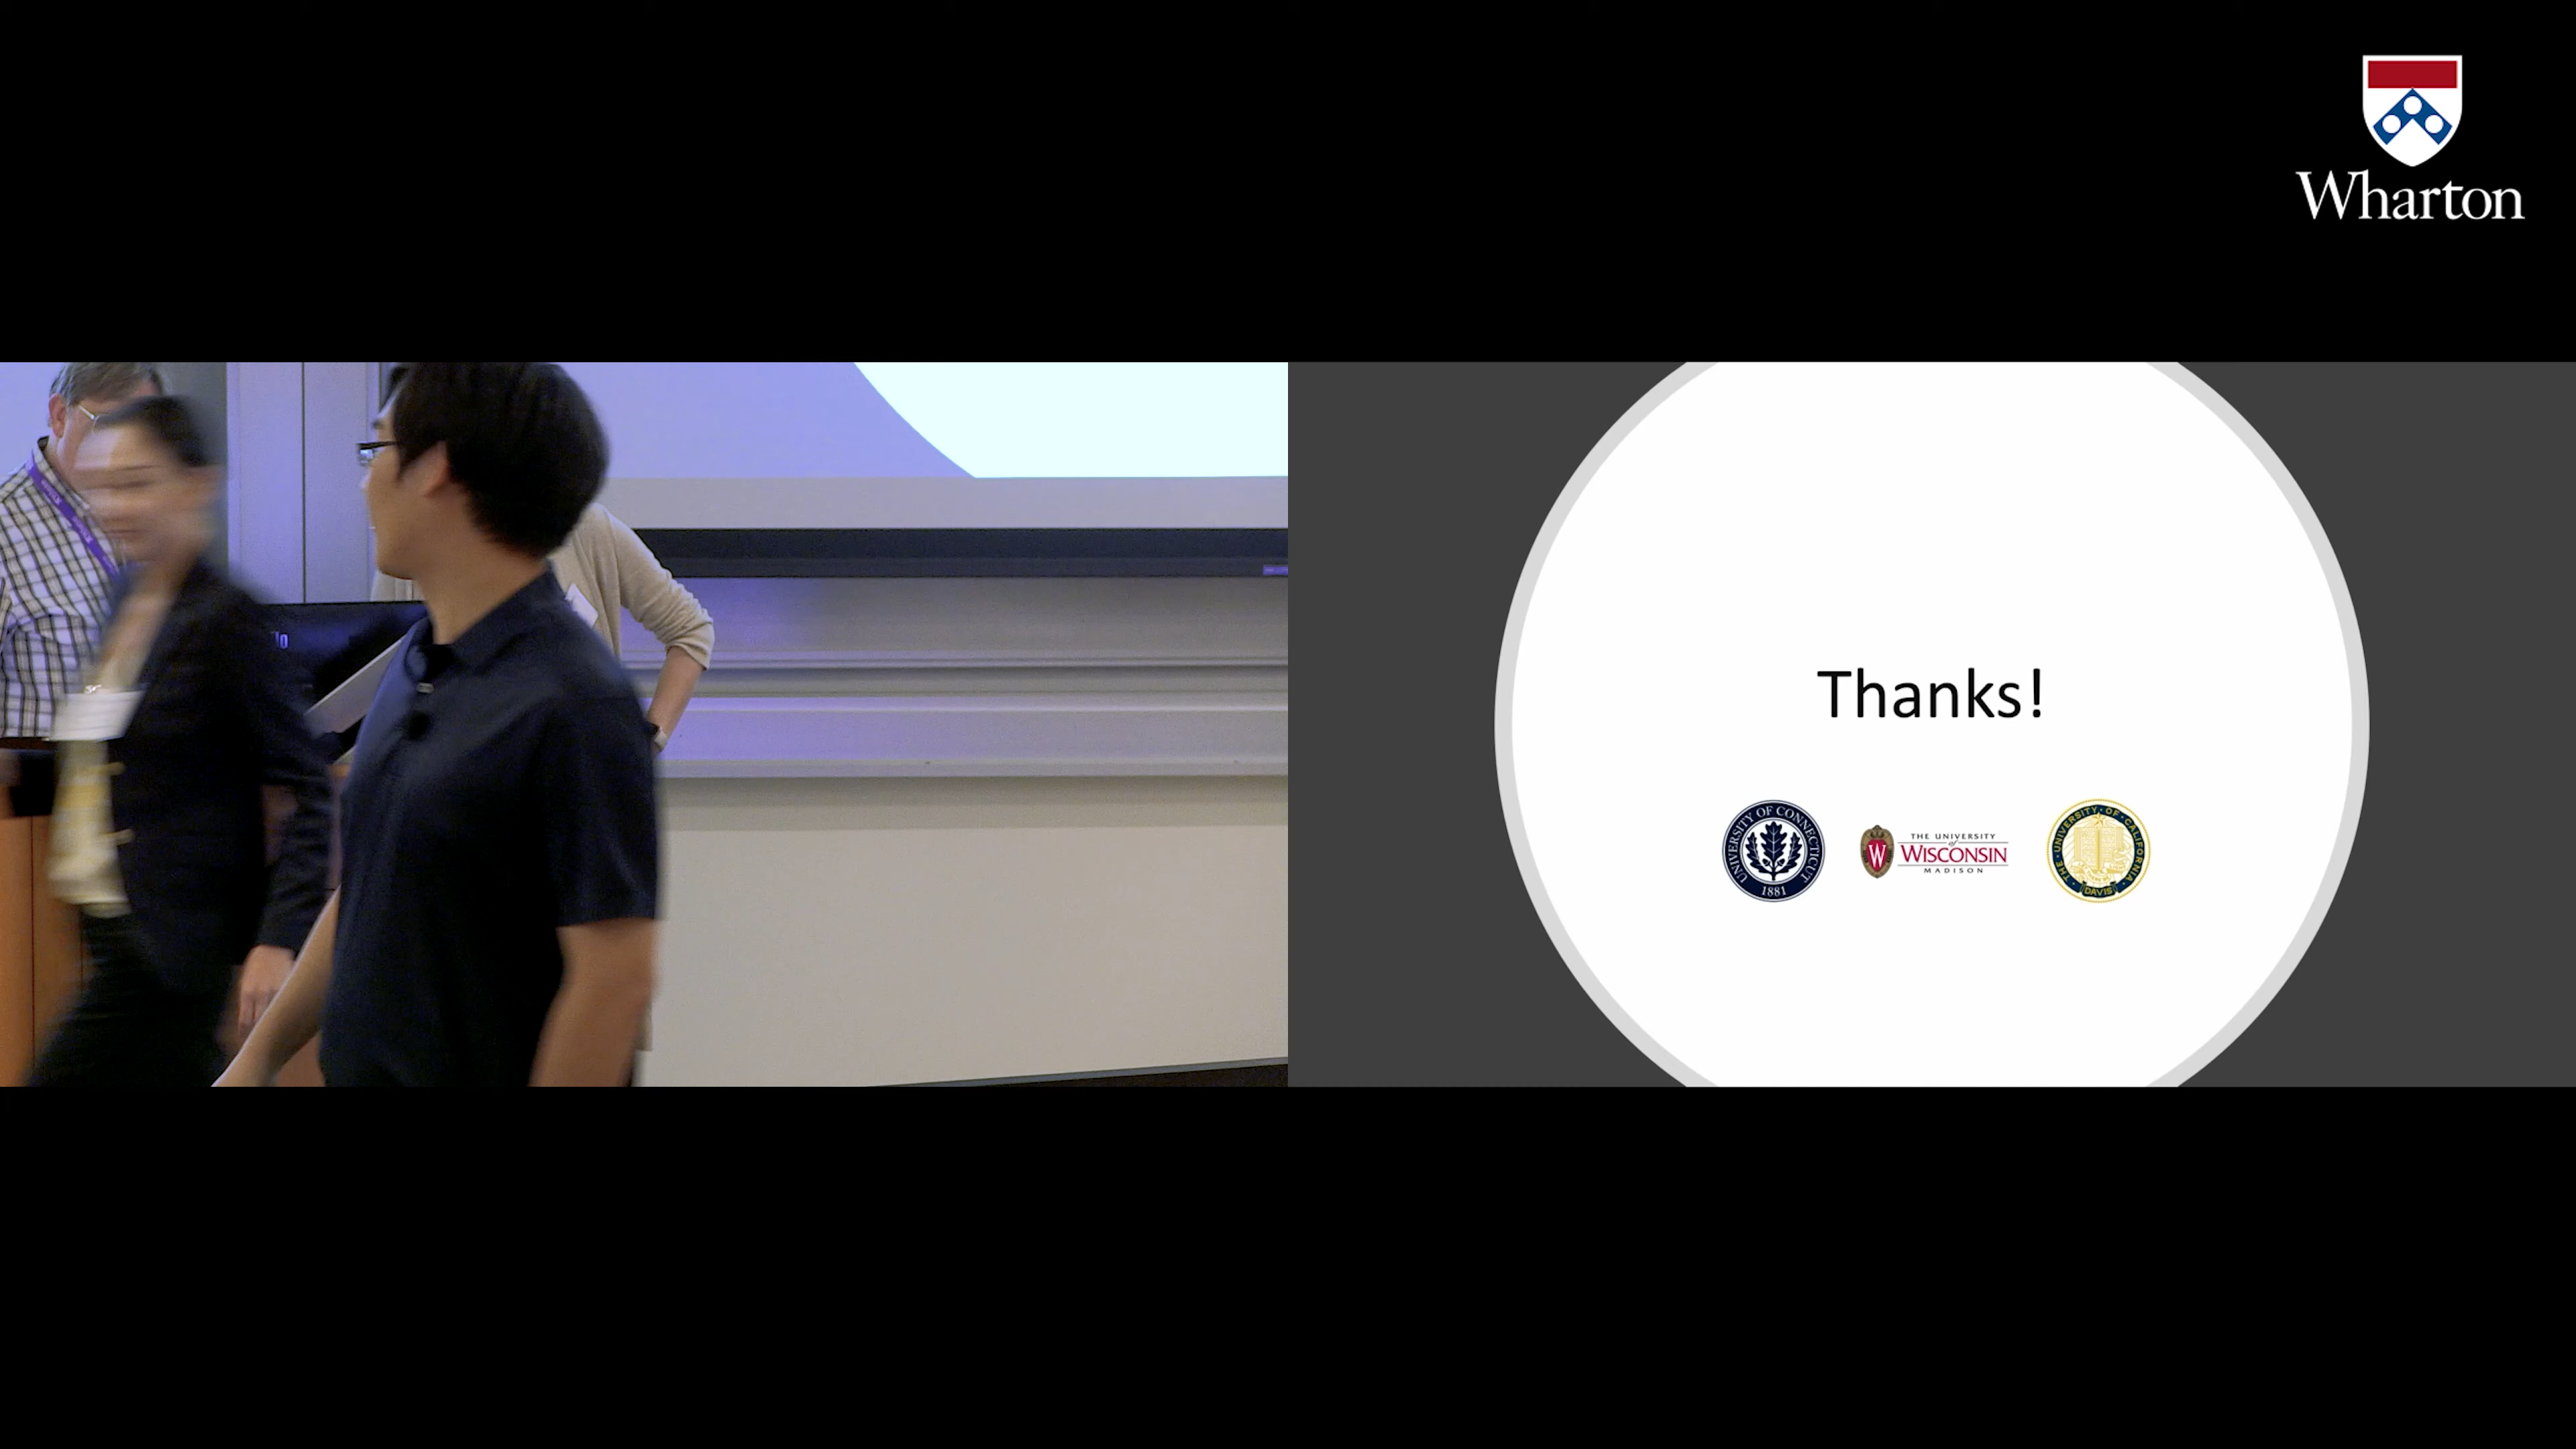 Wharton
Thanks!
UNIVERSITY OF CONNECTICUT
1881
THE UNIVERSITY
of
WISCONSIN
MADISON
THE UNIVERSITY OF CALIFORNIA
DAVIS